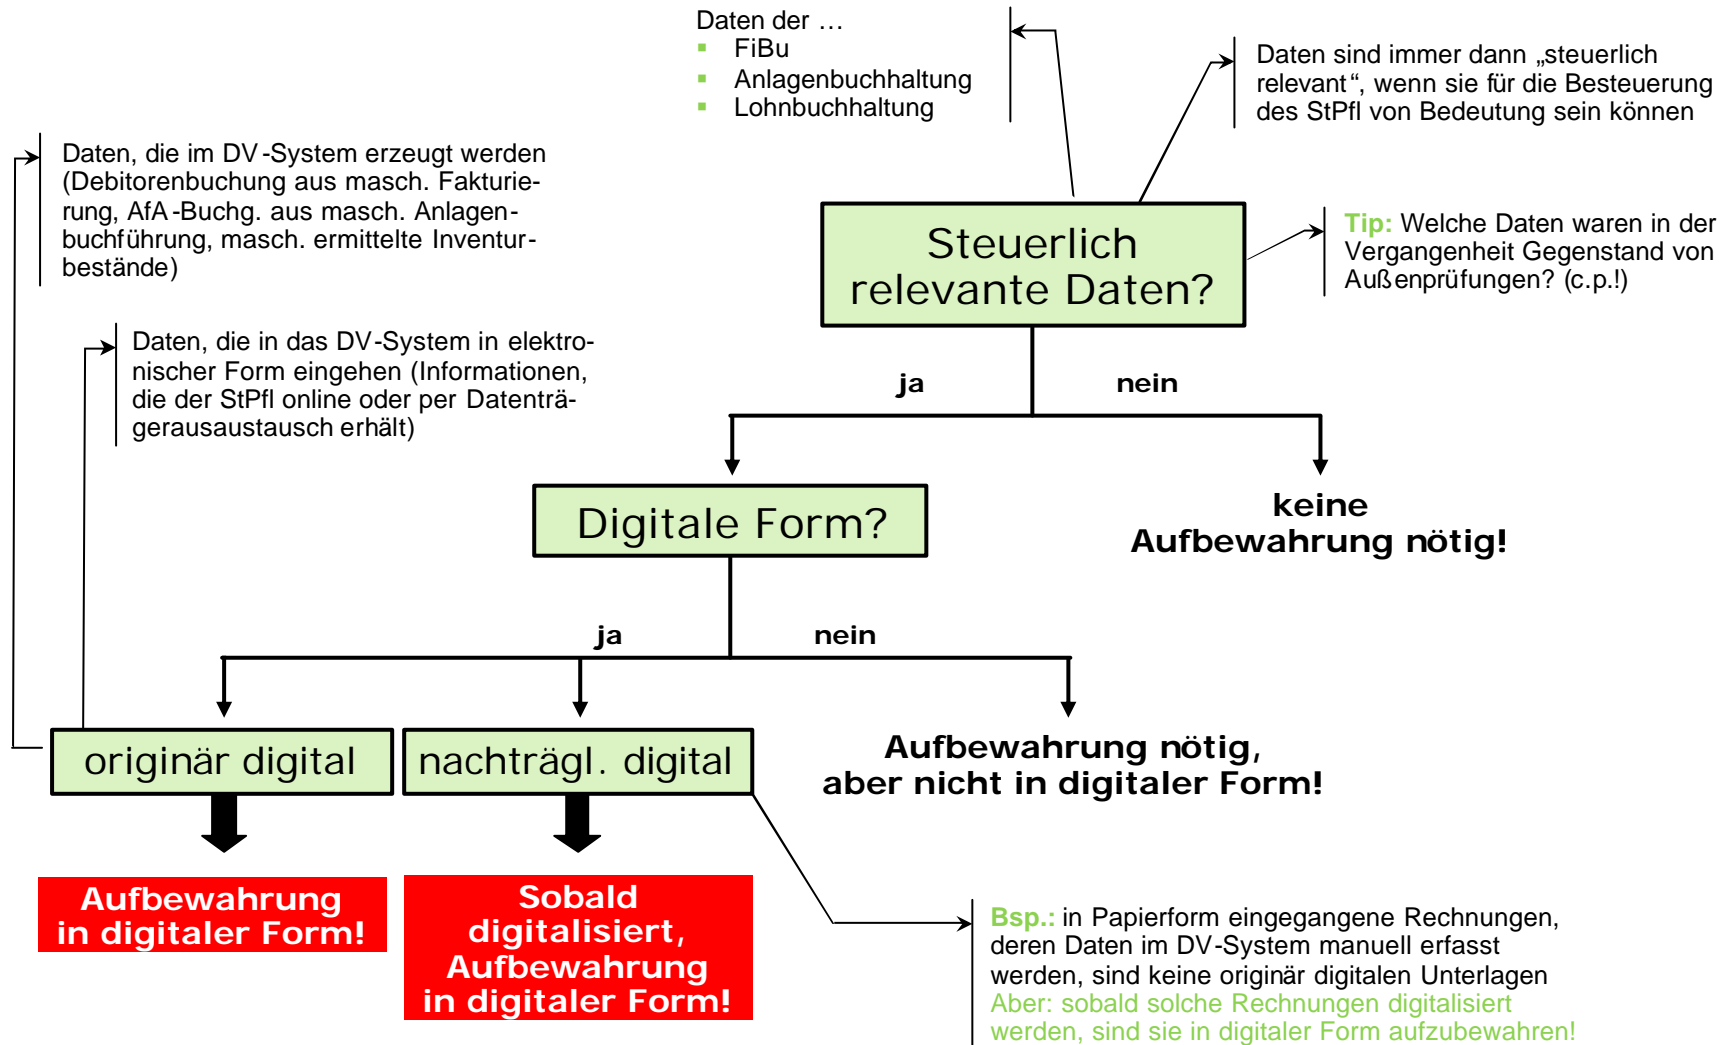 Daten der …
FiBu
Anlagenbuchhaltung
Lohnbuchhaltung
Daten sind immer dann „steuerlich
relevant“, wenn sie für die Besteuerung
des StPfl von Bedeutung sein können
Daten, die im DV-System erzeugt werden
(Debitorenbuchung aus masch. Fakturie-
rung, AfA-Buchg. aus masch. Anlagen-
buchführung, masch. ermittelte Inventur-
bestände)
Steuerlich
relevante Daten?
Tip: Welche Daten waren in der
Vergangenheit Gegenstand von
Außenprüfungen? (c.p.!)
Daten, die in das DV-System in elektro-
nischer Form eingehen (Informationen,
die der StPfl online oder per Datenträ-
gerausaustausch erhält)
ja
nein
Digitale Form?
keine
Aufbewahrung nötig!
ja
nein
originär digital
nachträgl. digital
Aufbewahrung nötig,
aber nicht in digitaler Form!
Aufbewahrung
in digitaler Form!
Sobald
digitalisiert,
Aufbewahrung
in digitaler Form!
Bsp.: in Papierform eingegangene Rechnungen,
deren Daten im DV-System manuell erfasst
werden, sind keine originär digitalen Unterlagen
Aber: sobald solche Rechnungen digitalisiert
werden, sind sie in digitaler Form aufzubewahren!